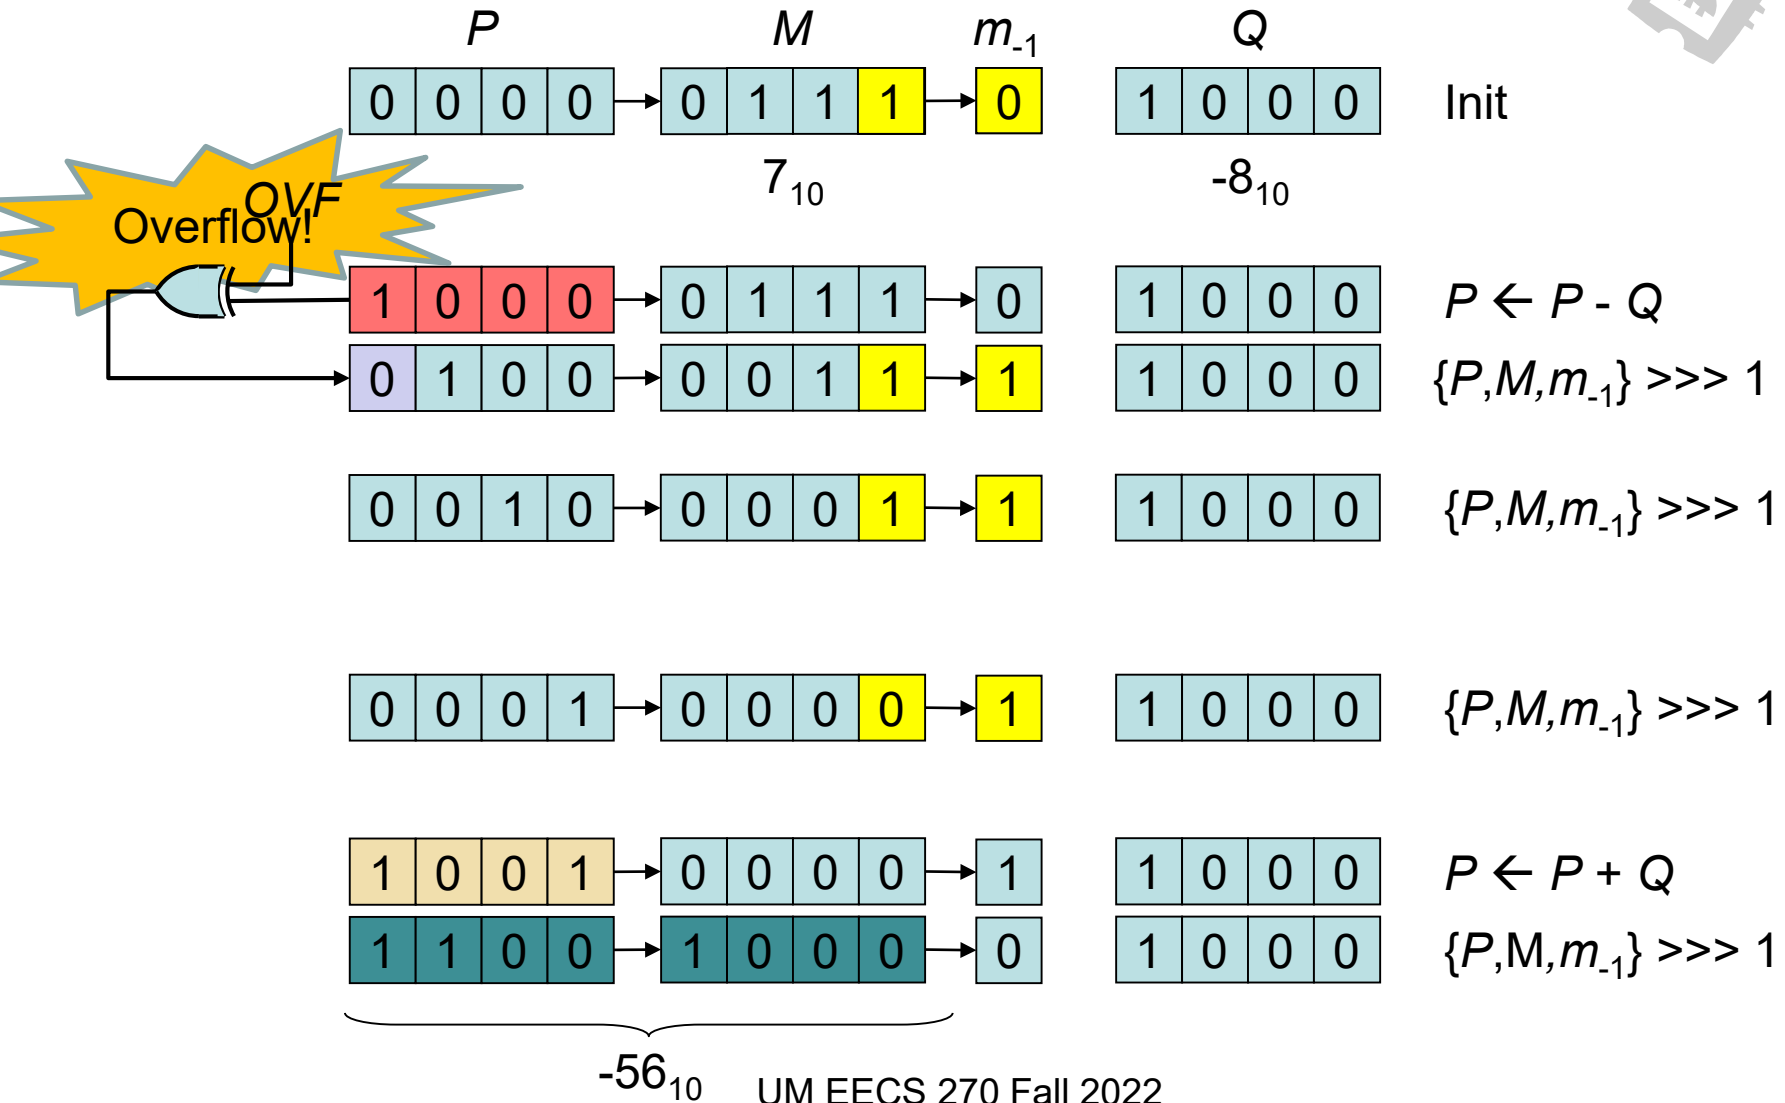 P M m-1 Q
0 0 0 0 0 1 1 1 0 1 0 0 0 Init
7₁₀ -8₁₀
OVF
Overflow!
1 0 0 0 0 1 1 1 0 1 0 0 0 P ← P - Q
0 1 0 0 0 0 1 1 1 1 0 0 0 {P,M,m-1} >>> 1
0 0 1 0 0 0 0 1 1 1 0 0 0 {P,M,m-1} >>> 1
0 0 0 1 0 0 0 0 1 1 0 0 0 {P,M,m-1} >>> 1
1 0 0 1 0 0 0 0 1 1 0 0 0 P ← P + Q
1 1 0 0 1 0 0 0 0 1 0 0 0 {P,M,m-1} >>> 1
-56₁₀
UM EECS 270 Fall 2022